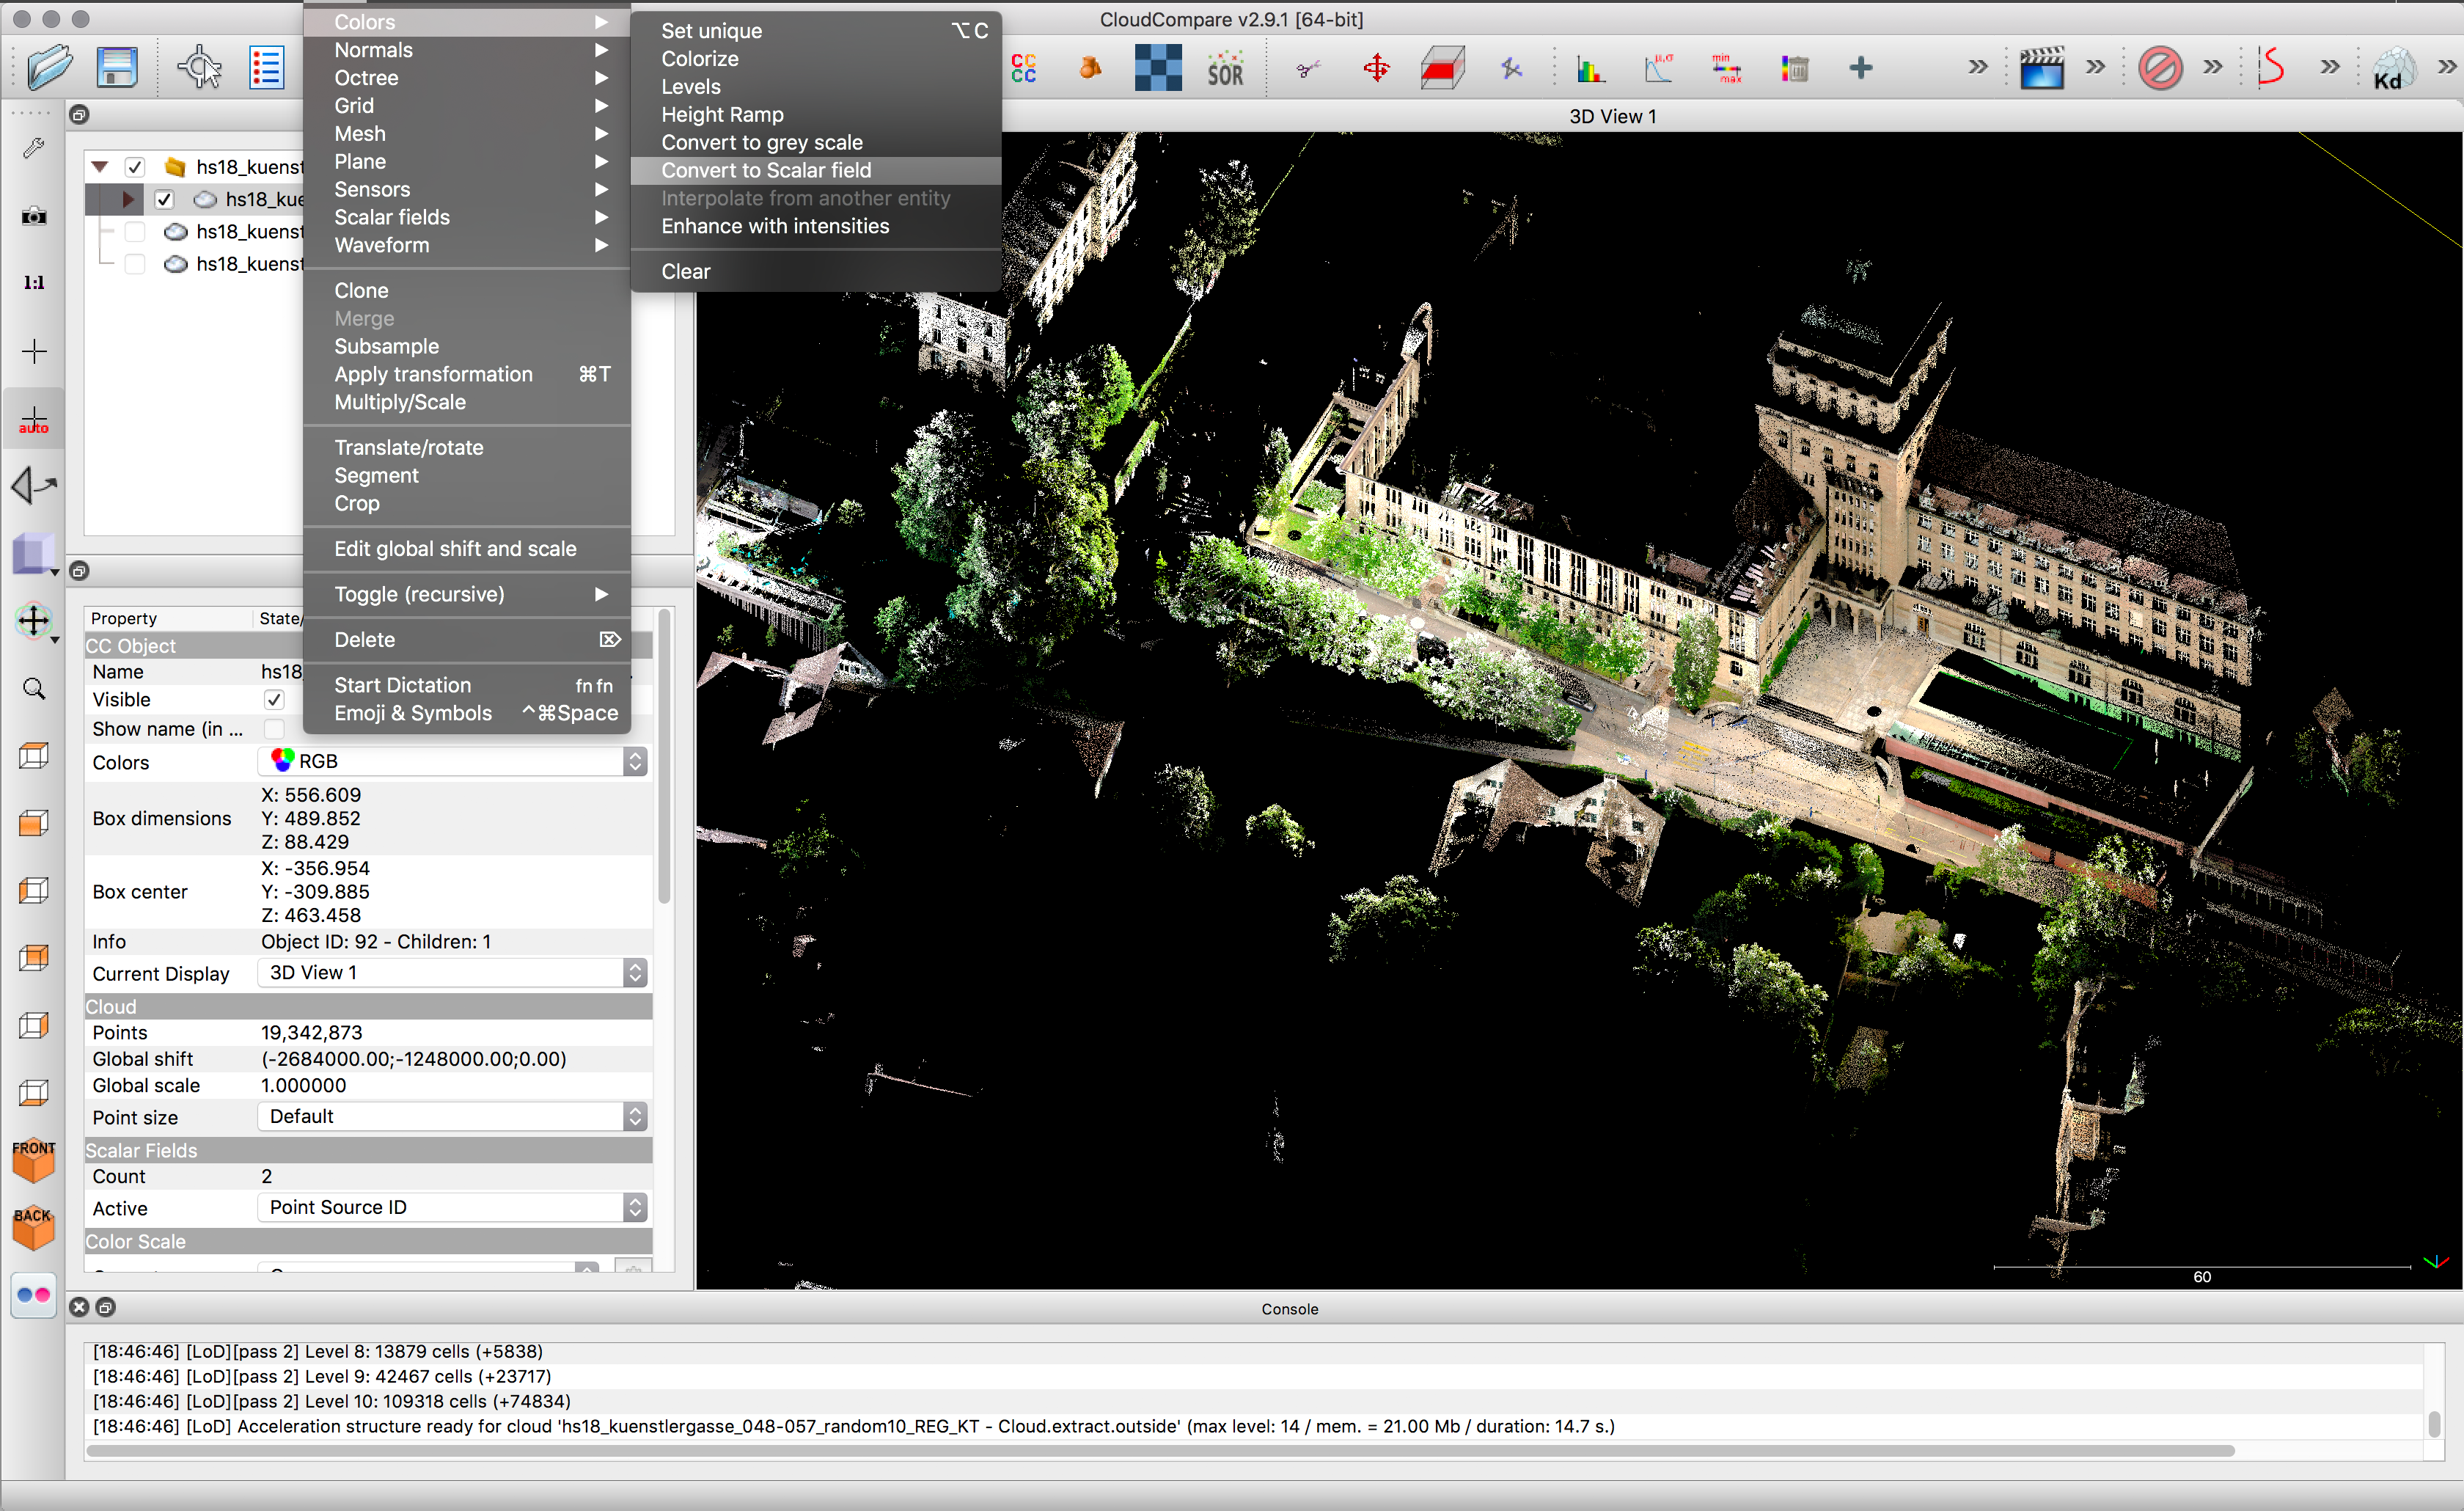 CloudCompare v2.9.1 [64-bit]
Colors
Normals
Octree
Grid
Mesh
Plane
Sensors
Scalar fields
Waveform
Clone
Merge
Subsample
Apply transformation ⌘T
Multiply/Scale
Translate/rotate
Segment
Crop
Edit global shift and scale
Toggle (recursive)
Delete
Start Dictation fn fn
Emoji & Symbols ^⌘Space
Set unique ⌥C
Colorize
Levels
Height Ramp
Convert to grey scale
Convert to Scalar field
Interpolate from another entity
Enhance with intensities
Clear
CC
CC
SOR
μ,σ
min
max
Kd
3D View 1
hs18_kuenst
hs18_kue
hs18_kuenst
hs18_kuenst
1:1
auto
FRONT
BACK
Property State/
CC Object
Name hs18
Visible
Show name (in ...
Colors RGB
Box dimensions X: 556.609
Y: 489.852
Z: 88.429
Box center X: -356.954
Y: -309.885
Z: 463.458
Info Object ID: 92 - Children: 1
Current Display 3D View 1
Cloud
Points 19,342,873
Global shift (-2684000.00;-1248000.00;0.00)
Global scale 1.000000
Point size Default
Scalar Fields
Count 2
Active Point Source ID
Color Scale
60
Console
[18:46:46] [LoD][pass 2] Level 8: 13879 cells (+5838)
[18:46:46] [LoD][pass 2] Level 9: 42467 cells (+23717)
[18:46:46] [LoD][pass 2] Level 10: 109318 cells (+74834)
[18:46:46] [LoD] Acceleration structure ready for cloud 'hs18_kuenstlergasse_048-057_random10_REG_KT - Cloud.extract.outside' (max level: 14 / mem. = 21.00 Mb / duration: 14.7 s.)